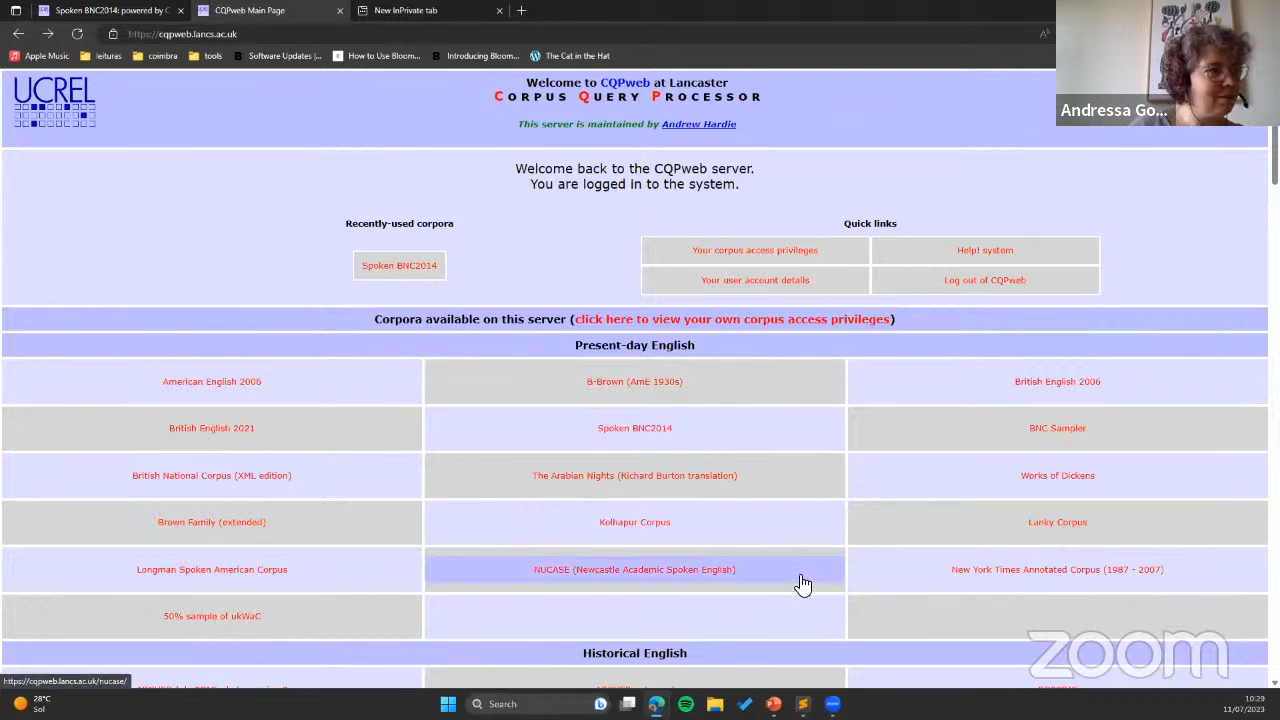 Spoken BNC2014: powered by C
CQPweb Main Page
New InPrivate tab
https://cqpweb.lancs.ac.uk
Apple Music
leituras
coimbra
tools
Software Updates |...
How to Use Bloom...
Introducing Bloom...
The Cat in the Hat
UCREL
Welcome to CQPweb at Lancaster
CORPUS QUERY PROCESSOR
This server is maintained by Andrew Hardie
Andressa Go...
Welcome back to the CQPweb server.
You are logged in to the system.
Recently-used corpora
Quick links
Spoken BNC2014
Your corpus access privileges
Help! system
Your user account details
Log out of CQPweb
Corpora available on this server (click here to view your own corpus access privileges)
Present-day English
American English 2006
B-Brown (AmE 1930s)
British English 2006
British English 2021
Spoken BNC2014
BNC Sampler
British National Corpus (XML edition)
The Arabian Nights (Richard Burton translation)
Works of Dickens
Brown Family (extended)
Kolhapur Corpus
Lanky Corpus
Longman Spoken American Corpus
NUCASE (Newcastle Academic Spoken English)
New York Times Annotated Corpus (1987 - 2007)
50% sample of ukWaC
Historical English
zoom
https://cqpweb.lancs.ac.uk/nucase/
28°C
Sol
Search
10:29
11/07/2023